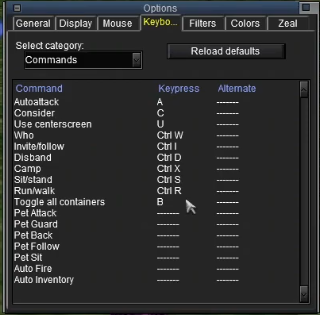 Options
General Display Mouse Keybo... Filters Colors Zeal
Select category:
Commands
Reload defaults
Command Keypress Alternate
Autoattack A -------
Consider C -------
Use centerscreen U -------
Who Ctrl W -------
Invite/follow Ctrl I -------
Disband Ctrl D -------
Camp Ctrl X -------
Sit/stand Ctrl S -------
Run/walk Ctrl R -------
Toggle all containers B -------
Pet Attack ------- -------
Pet Guard ------- -------
Pet Back ------- -------
Pet Follow ------- -------
Pet Sit ------- -------
Auto Fire ------- -------
Auto Inventory ------- -------